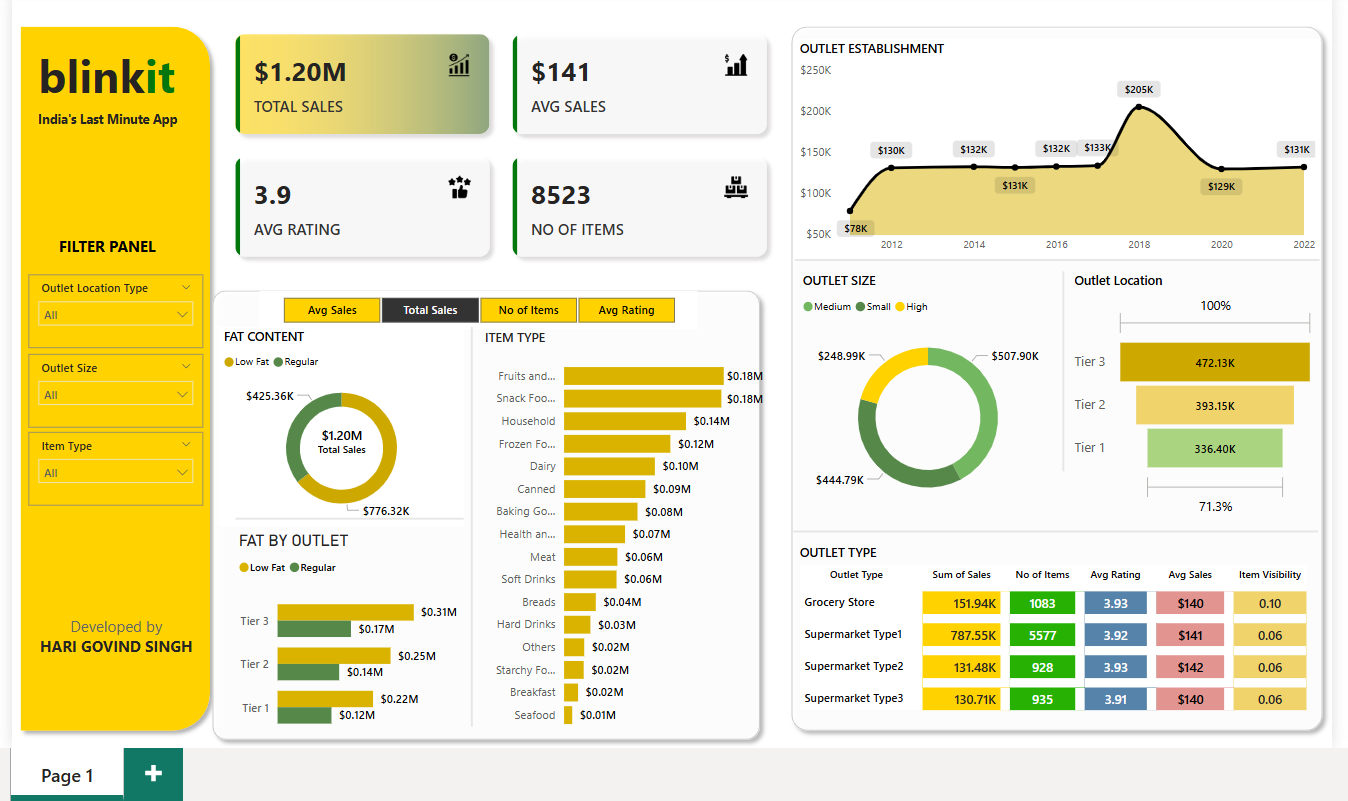 blinkit
India's Last Minute App
FILTER PANEL
Outlet Location Type
All
Outlet Size
All
Item Type
All
Developed by
HARI GOVIND SINGH
$1.20M
TOTAL SALES
$141
AVG SALES
3.9
AVG RATING
8523
NO OF ITEMS
Avg Sales Total Sales No of Items Avg Rating
FAT CONTENT
Low Fat Regular
$425.36K
$1.20M
Total Sales
$776.32K
FAT BY OUTLET
Low Fat Regular
Tier 3 $0.31M
$0.17M
Tier 2 $0.25M
$0.14M
Tier 1 $0.22M
$0.12M
ITEM TYPE
Fruits and... $0.18M
Snack Foo... $0.18M
Household $0.14M
Frozen Fo... $0.12M
Dairy $0.10M
Canned $0.09M
Baking Go... $0.08M
Health an... $0.07M
Meat $0.06M
Soft Drinks $0.06M
Breads $0.04M
Hard Drinks $0.03M
Others $0.02M
Starchy Fo... $0.02M
Breakfast $0.02M
Seafood $0.01M
OUTLET ESTABLISHMENT
$250K
$200K
$150K
$100K
$50K
$78K
$130K
$132K
$131K
$132K
$133K
$205K
$129K
$131K
2012 2014 2016 2018 2020 2022
OUTLET SIZE
Medium Small High
$248.99K
$507.90K
$444.79K
Outlet Location
100%
Tier 3 472.13K
Tier 2 393.15K
Tier 1 336.40K
71.3%
OUTLET TYPE
Outlet Type Sum of Sales No of Items Avg Rating Avg Sales Item Visibility
Grocery Store 151.94K 1083 3.93 $140 0.10
Supermarket Type1 787.55K 5577 3.92 $141 0.06
Supermarket Type2 131.48K 928 3.93 $142 0.06
Supermarket Type3 130.71K 935 3.91 $140 0.06
Page 1 +